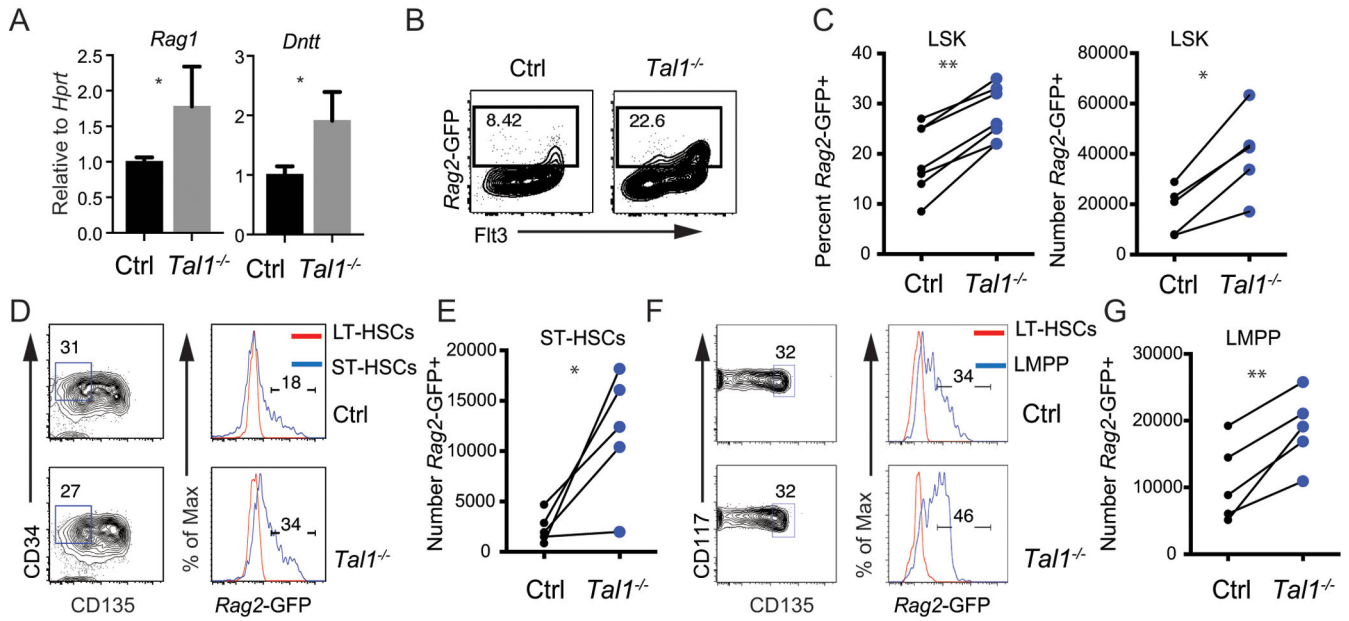 A
Rag1
Dntt
Relative to Hprt
2.5
2.0
1.5
1.0
0.5
0.0
*
Ctrl Tal1-/-
3
2
1
0
*
Ctrl Tal1-/-
B
Ctrl
Tal1-/-
Rag2-GFP
8.42
22.6
Flt3
C
LSK
**
Percent Rag2-GFP+
40
30
20
10
0
Ctrl Tal1-/-
LSK
*
Number Rag2-GFP+
80000
60000
40000
20000
0
Ctrl Tal1-/-
D
31
27
CD34
CD135
LT-HSCs
ST-HSCs
18
Ctrl
34
Tal1-/-
% of Max
Rag2-GFP
E
ST-HSCs
*
Number Rag2-GFP+
20000
15000
10000
5000
0
Ctrl Tal1-/-
F
32
32
CD117
CD135
LT-HSCs
LMPP
34
Ctrl
46
Tal1-/-
% of Max
Rag2-GFP
G
LMPP
**
Number Rag2-GFP+
40000
30000
20000
10000
0
Ctrl Tal1-/-